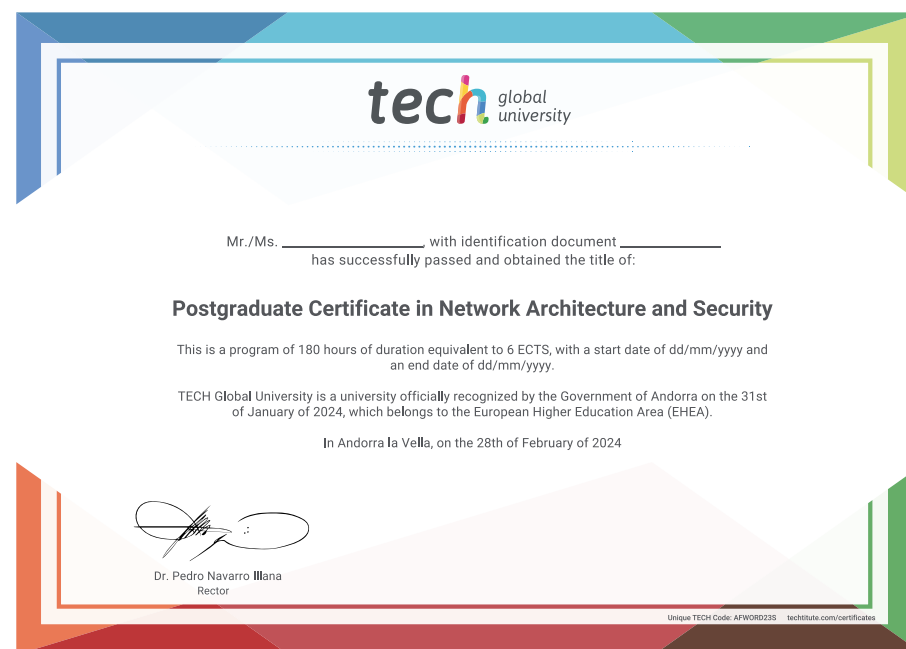 tech global university
Mr./Ms. ____________, with identification document ____________
has successfully passed and obtained the title of:
Postgraduate Certificate in Network Architecture and Security
This is a program of 180 hours of duration equivalent to 6 ECTS, with a start date of dd/mm/yyyy and
an end date of dd/mm/yyyy.
TECH Global University is a university officially recognized by the Government of Andorra on the 31st
of January of 2024, which belongs to the European Higher Education Area (EHEA).
In Andorra la Vella, on the 28th of February of 2024
Dr. Pedro Navarro Illana
Rector
Unique TECH Code: AFWORD23S techtitute.com/certificates